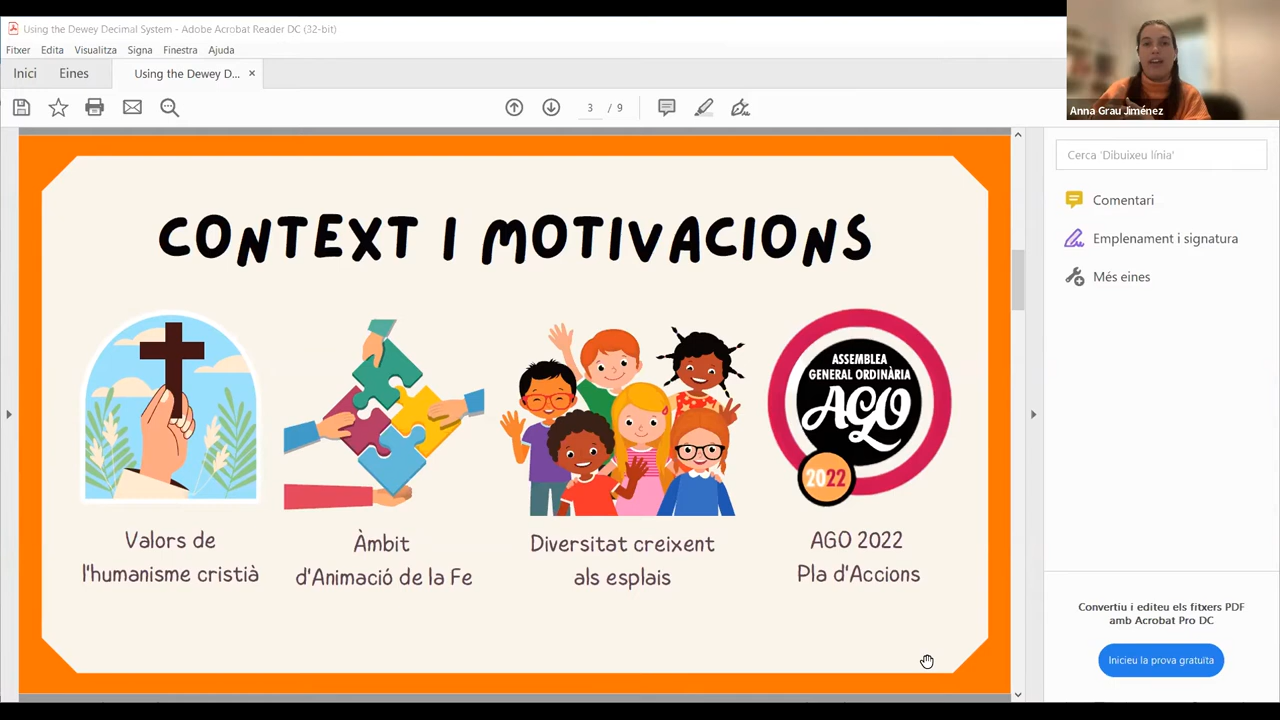 Using the Dewey Decimal System - Adobe Acrobat Reader DC (32-bit)
Fitxer Edita Visualitza Signa Finestra Ajuda
Inici Eines Using the Dewey D... ×
3 / 9
Anna Grau Jiménez
Cerca 'Dibuixeu línia'
Comentari
Emplenament i signatura
Més eines
CONTEXT I MOTIVACIONS
ASSEMBLEA
GENERAL ORDINÀRIA
AGO
2022
Valors de
l'humanisme cristià
Àmbit
d'Animació de la Fe
Diversitat creixent
als esplais
AGO 2022
Pla d'Accions
Convertiu i editeu els fitxers PDF
amb Acrobat Pro DC
Inicieu la prova gratuïta